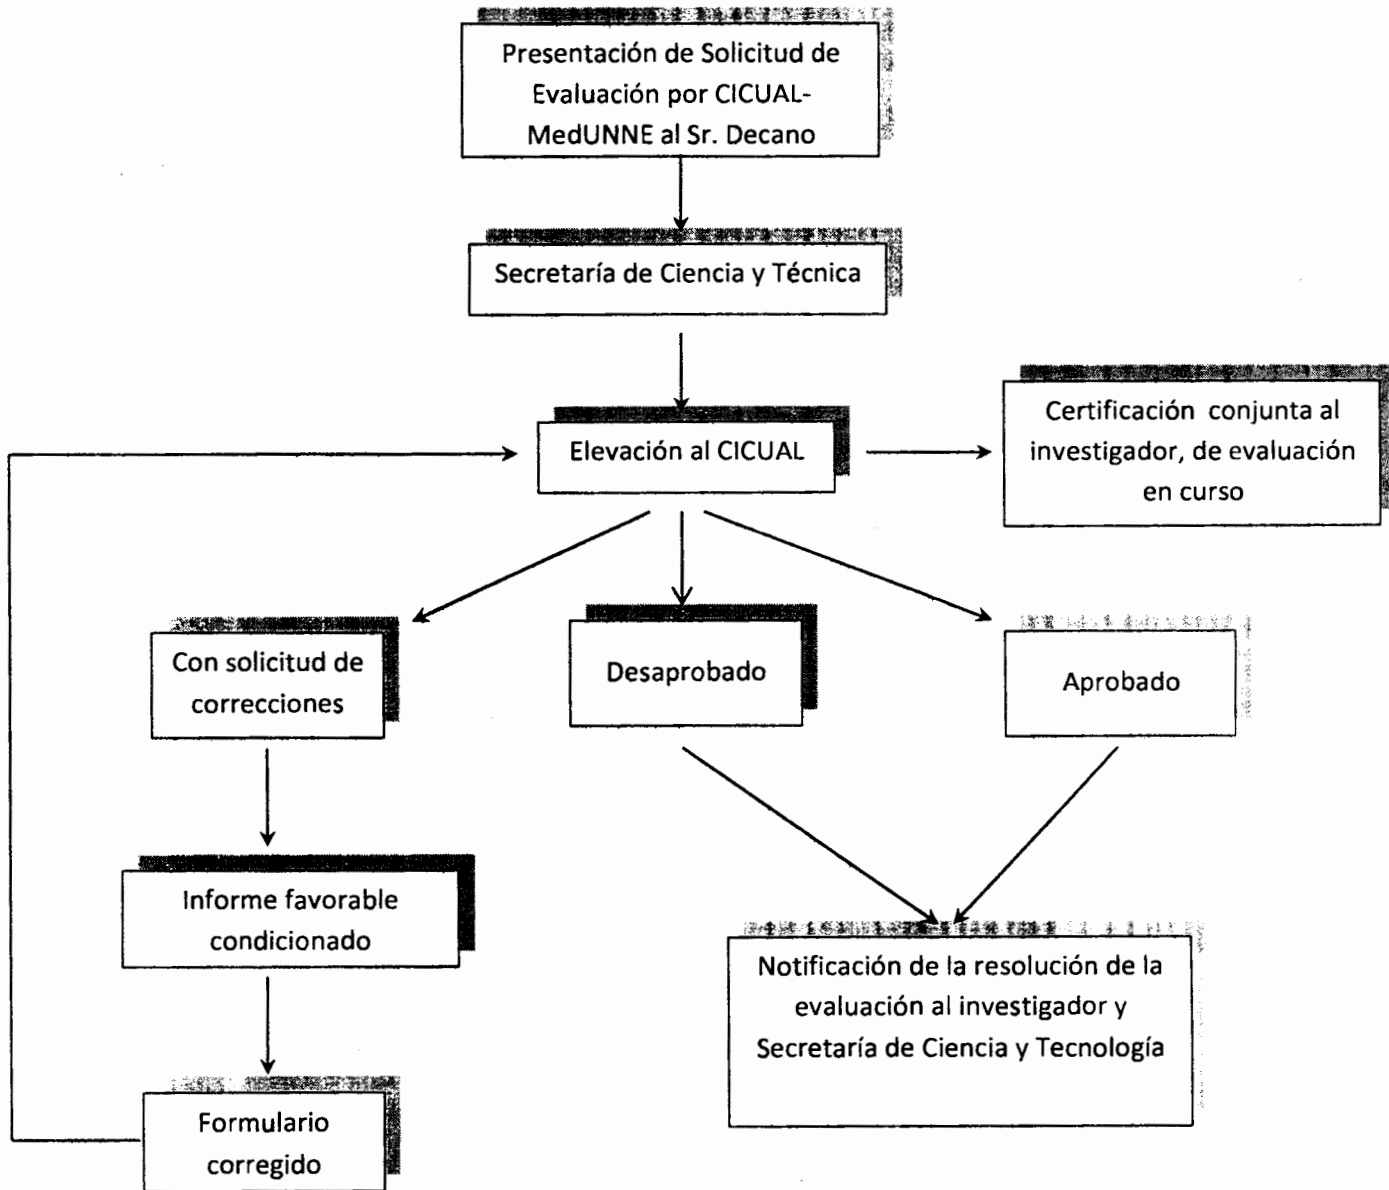 Presentación de Solicitud de
Evaluación por CICUAL-
MedUNNE al Sr. Decano
Secretaría de Ciencia y Técnica
Elevación al CICUAL
Certificación conjunta al
investigador, de evaluación
en curso
Con solicitud de
correcciones
Desaprobado
Aprobado
Informe favorable
condicionado
Notificación de la resolución de la
evaluación al investigador y
Secretaría de Ciencia y Tecnología
Formulario
corregido